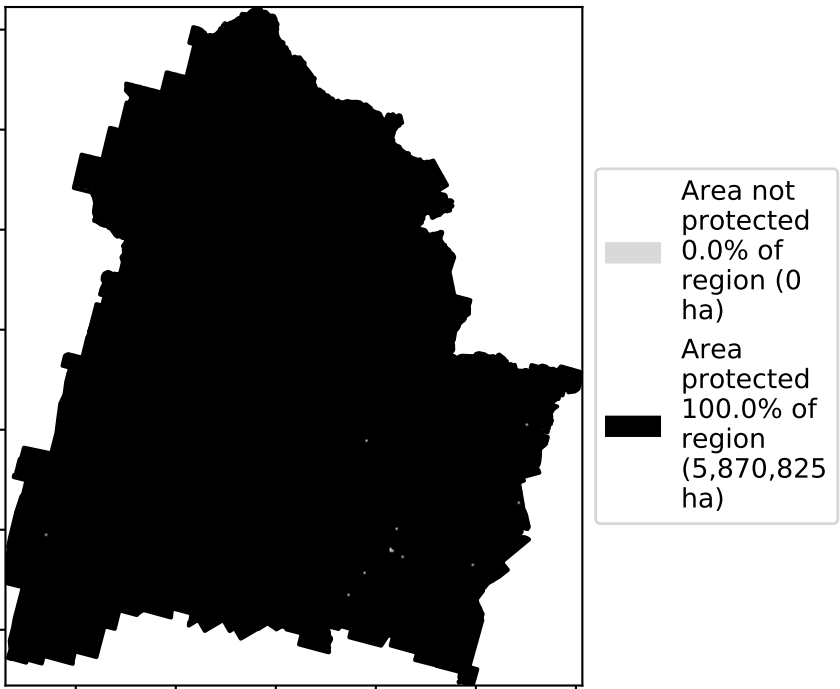 Area not
protected
0.0% of
region (0
ha)
Area
protected
100.0% of
region
(5,870,825
ha)